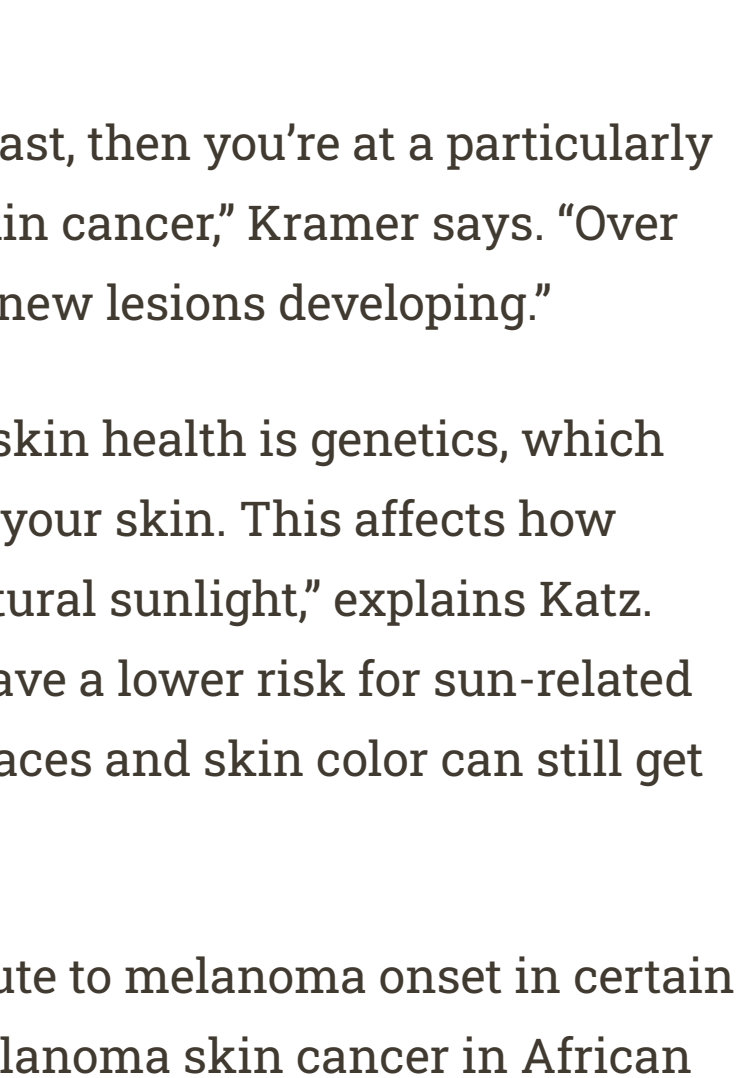 ast, then you’re at a particularly
in cancer,” Kramer says. “Over
new lesions developing.”
skin health is genetics, which
your skin. This affects how
tural sunlight,” explains Katz.
ave a lower risk for sun-related
aces and skin color can still get
ute to melanoma onset in certain
lanoma skin cancer in African